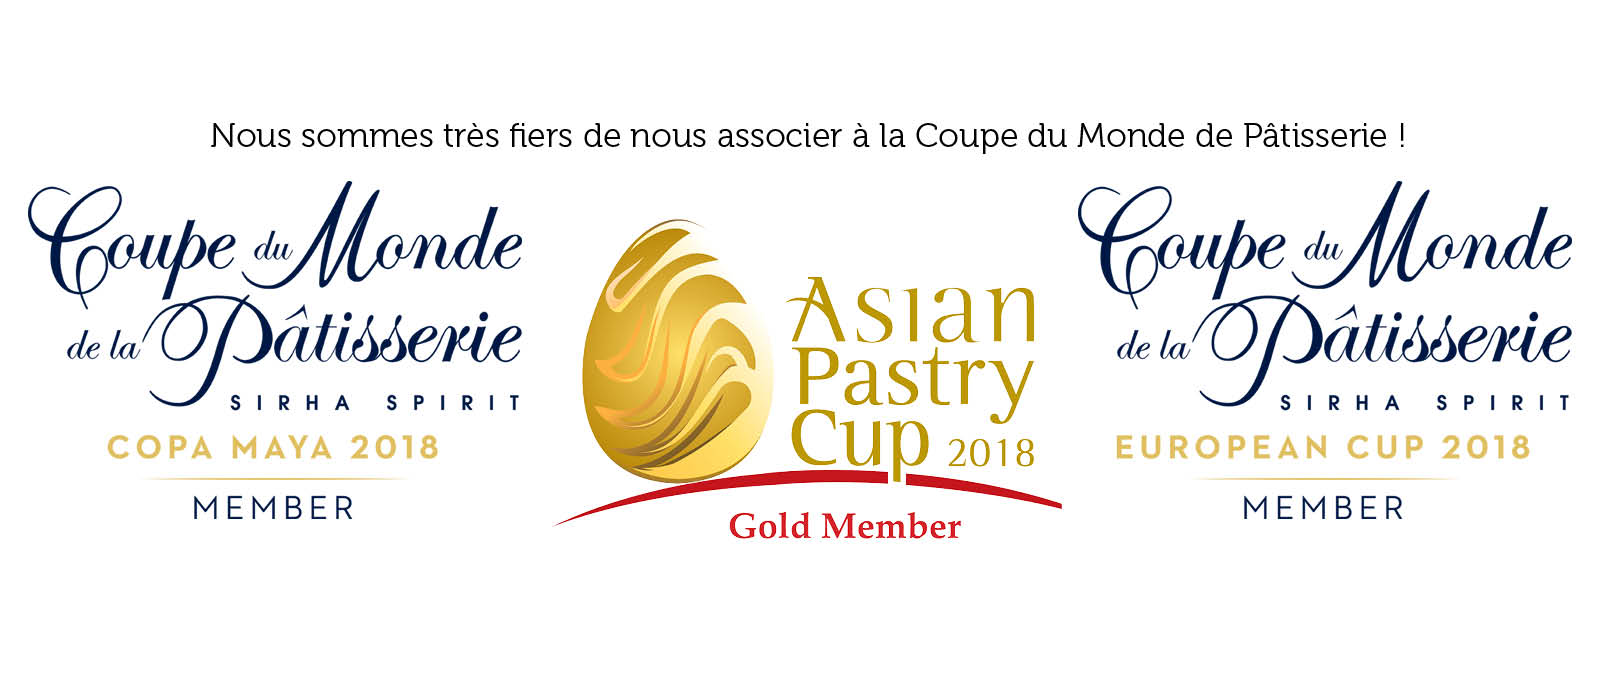 Nous sommes très fiers de nous associer à la Coupe du Monde de Pâtisserie !
Coupe du Monde
de la Pâtisserie
SIRHA SPIRIT
COPA MAYA 2018
MEMBER
Asian
Pastry
Cup 2018
Gold Member
Coupe du Monde
de la Pâtisserie
SIRHA SPIRIT
EUROPEAN CUP 2018
MEMBER